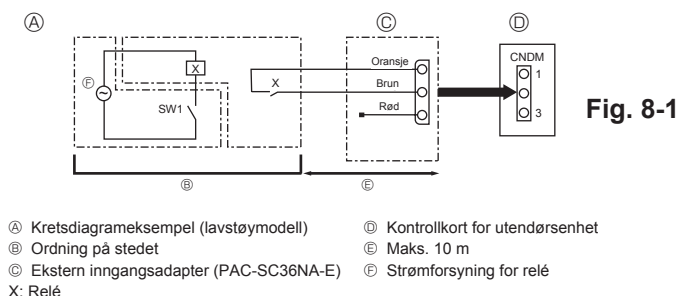 Ⓐ
Ⓒ
Ⓓ
Oransje
CNDM
X
1
Ⓕ
X
Brun
SW1
Rød
3
Fig. 8-1
Ⓑ
Ⓔ
Ⓐ Kretsdiagrameksempel (lavstøymodell)
Ⓑ Ordning på stedet
Ⓒ Ekstern inngangsadapter (PAC-SC36NA-E)
X: Relé
Ⓓ Kontrollkort for utendørsenhet
Ⓔ Maks. 10 m
Ⓕ Strømforsyning for relé